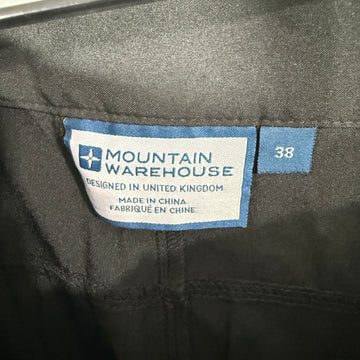 MOUNTAIN
WAREHOUSE
DESIGNED IN UNITED KINGDOM
MADE IN CHINA
FABRIQUÉ EN CHINE
38